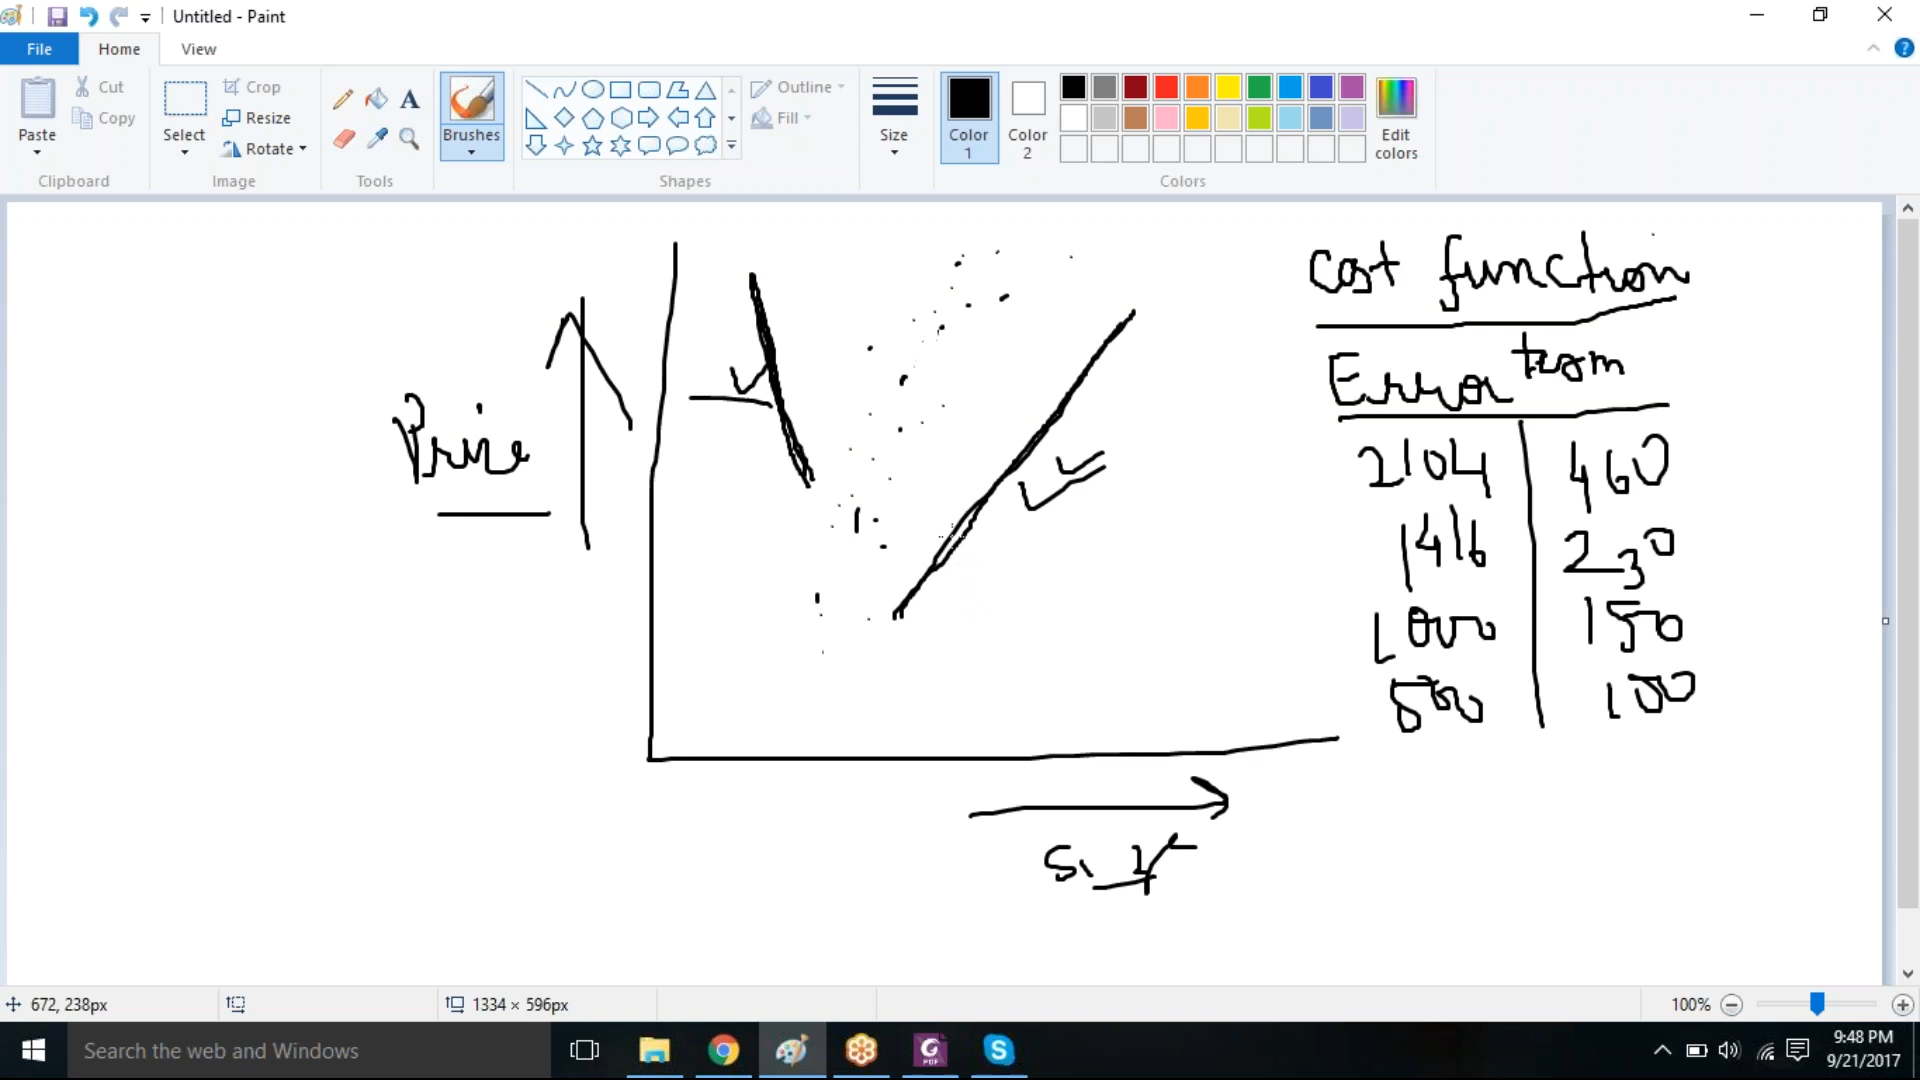 Untitled - Paint
File Home View
Paste
Cut
Copy
Clipboard
Select
Crop
Resize
Rotate
Image
Tools
Brushes
Outline
Fill
Shapes
Size
Color 1
Color 2
Edit colors
Colors
Cost function
Error term
Price
2104 460
1416 230
1000 150
500 100
672, 238px
1334 × 596px
100%
Search the web and Windows
PDF
9:48 PM
9/21/2017